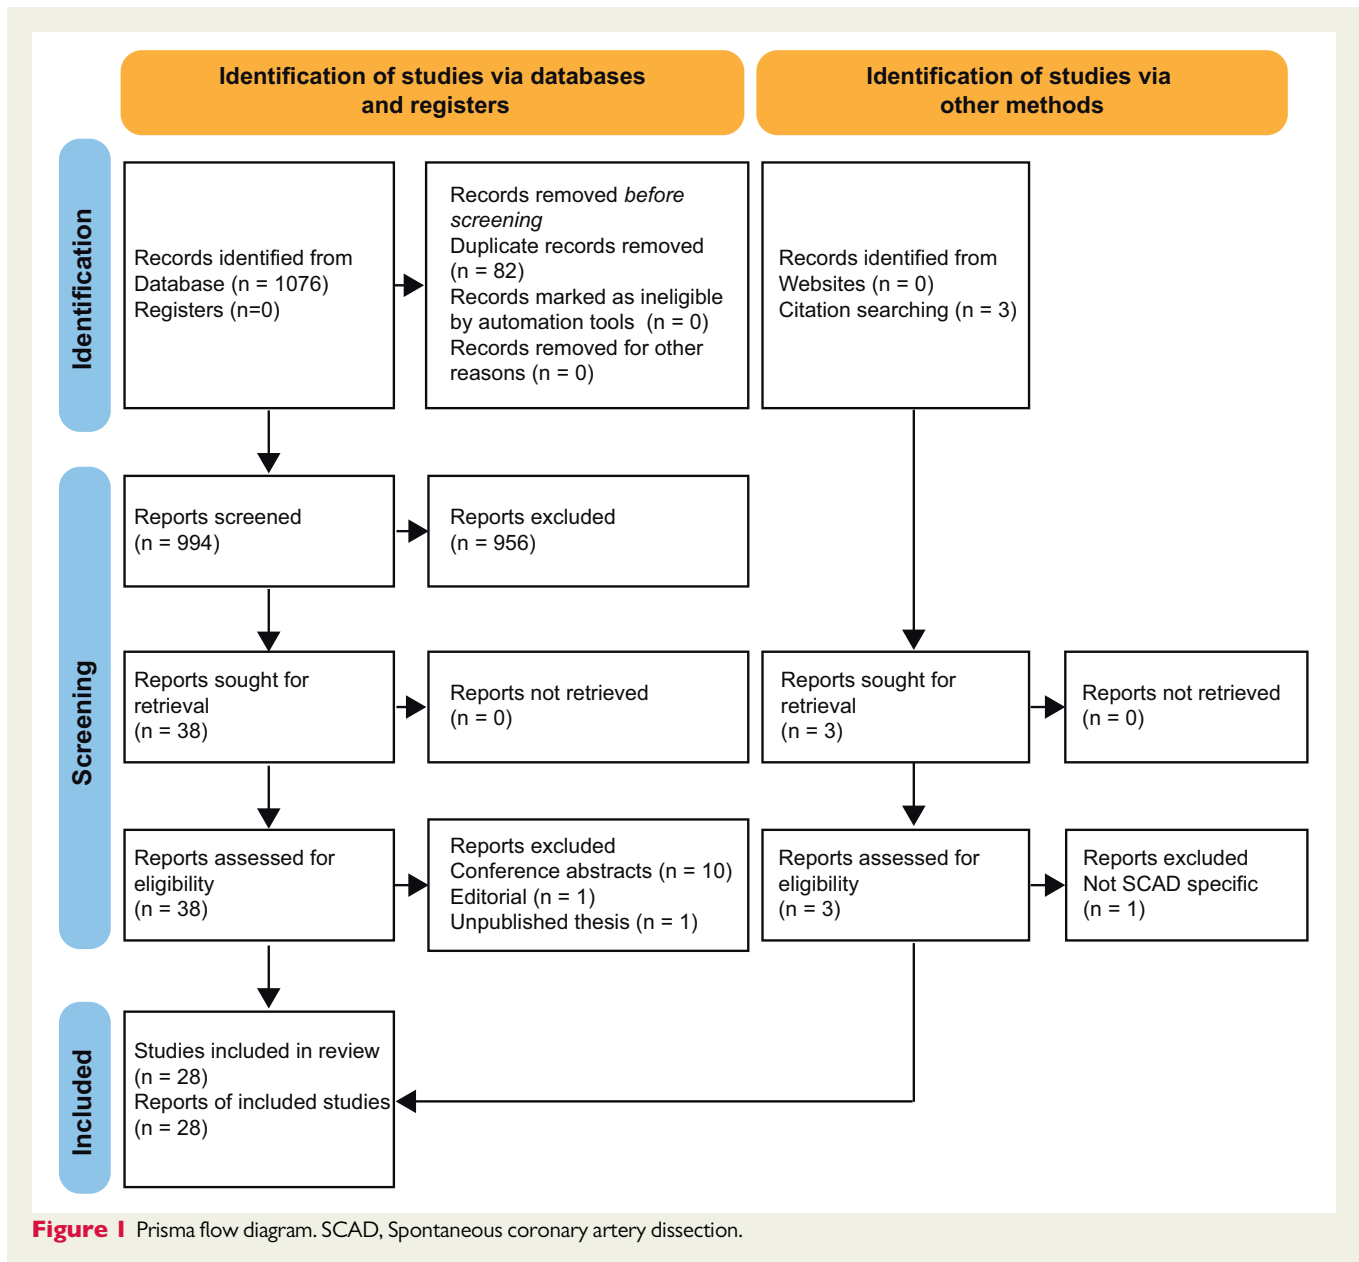 Identification of studies via databases
and registers
Identification of studies via
other methods
Identification
Records identified from
Database (n = 1076)
Registers (n=0)
Records removed before
screening
Duplicate records removed
(n = 82)
Records marked as ineligible
by automation tools (n = 0)
Records removed for other
reasons (n = 0)
Records identified from
Websites (n = 0)
Citation searching (n = 3)
Screening
Reports screened
(n = 994)
Reports excluded
(n = 956)
Reports sought for
retrieval
(n = 38)
Reports not retrieved
(n = 0)
Reports sought for
retrieval
(n = 3)
Reports not retrieved
(n = 0)
Reports assessed for
eligibility
(n = 38)
Reports excluded
Conference abstracts (n = 10)
Editorial (n = 1)
Unpublished thesis (n = 1)
Reports assessed for
eligibility
(n = 3)
Reports excluded
Not SCAD specific
(n = 1)
Included
Studies included in review
(n = 28)
Reports of included studies
(n = 28)
Figure 1 Prisma flow diagram. SCAD, Spontaneous coronary artery dissection.